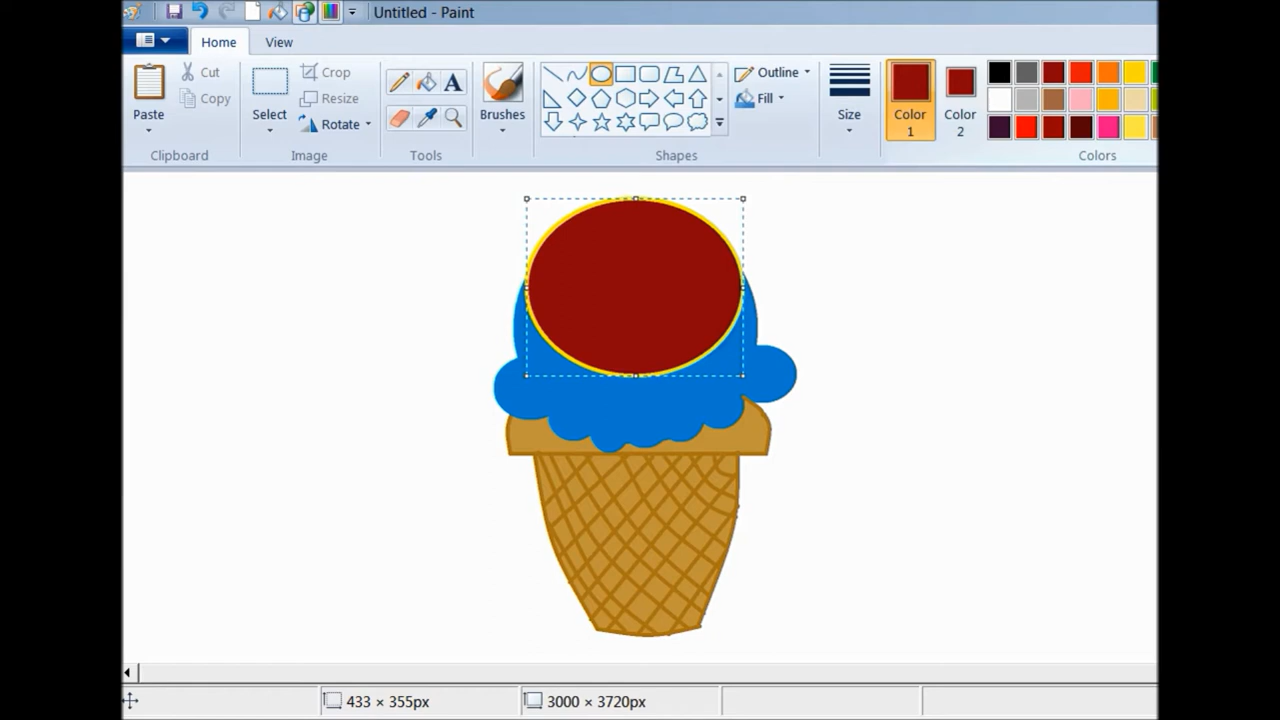 Untitled - Paint
Home View
Paste
Cut
Copy
Clipboard
Select
Crop
Resize
Rotate
Image
A
Tools
Brushes
Shapes
Outline
Fill
Size
Color 1
Color 2
Colors
433 × 355px
3000 × 3720px